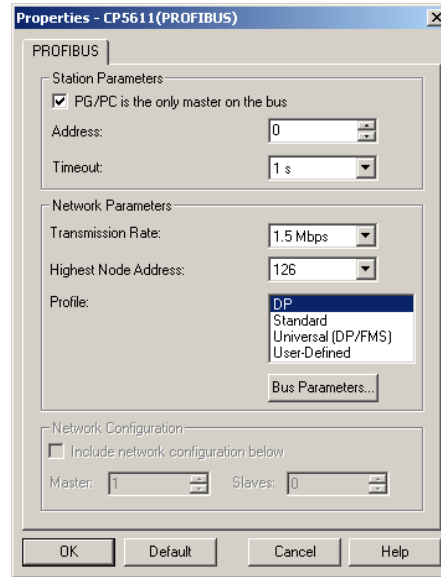 Properties - CP5611(PROFIBUS)
PROFIBUS
Station Parameters
PG/PC is the only master on the bus
Address: 0
Timeout: 1 s
Network Parameters
Transmission Rate: 1.5 Mbps
Highest Node Address: 126
Profile: DP
Standard
Universal (DP/FMS)
User-Defined
Bus Parameters...
Network Configuration
Include network configuration below
Master: 1 Slaves: 0
OK Default Cancel Help